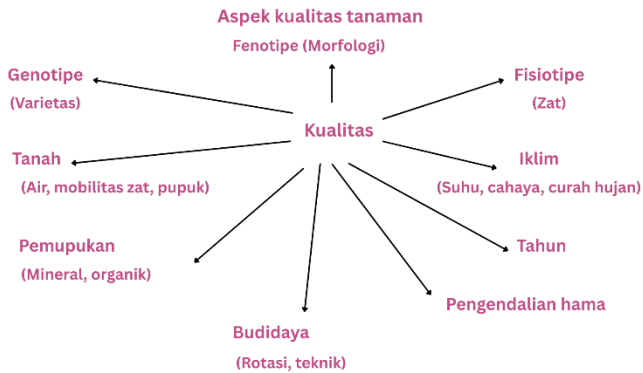 Aspek kualitas tanaman
Fenotipe (Morfologi)
Genotipe
(Varietas)
Fisiotipe
(Zat)
Kualitas
Tanah
(Air, mobilitas zat, pupuk)
Iklim
(Suhu, cahaya, curah hujan)
Pemupukan
(Mineral, organik)
Tahun
Pengendalian hama
Budidaya
(Rotasi, teknik)